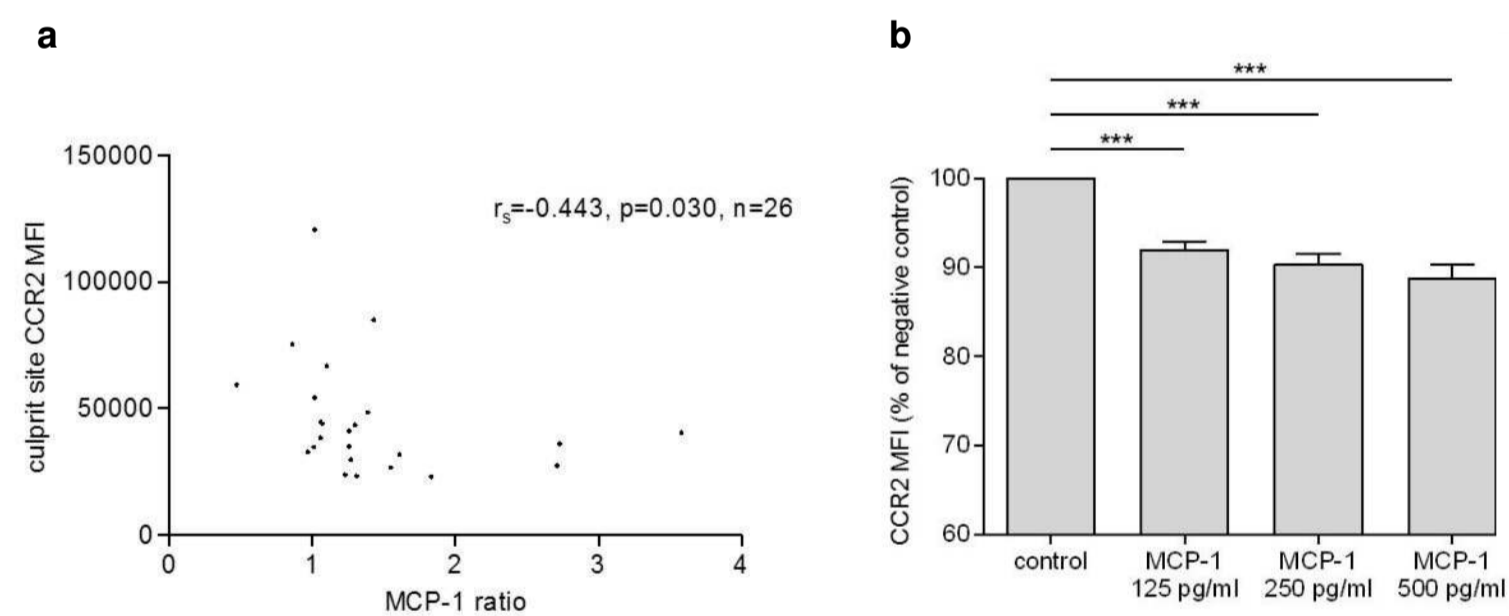 a
150000
100000
50000
0
culprit site CCR2 MFI
rs=-0.443, p=0.030, n=26
0 1 2 3 4
MCP-1 ratio
b
***
***
***
100
90
80
70
60
CCR2 MFI (% of negative control)
control MCP-1 MCP-1 MCP-1
125 pg/ml 250 pg/ml 500 pg/ml